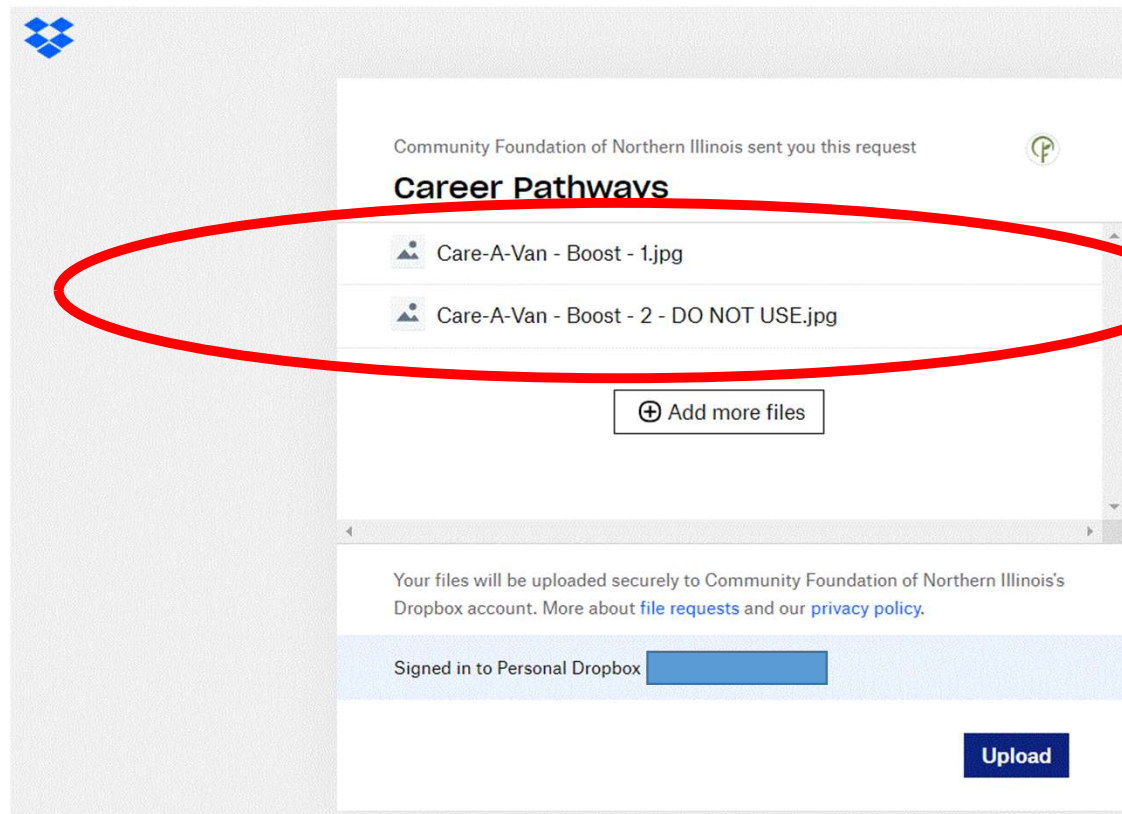 Community Foundation of Northern Illinois sent you this request
Career Pathways
Care-A-Van - Boost - 1.jpg
Care-A-Van - Boost - 2 - DO NOT USE.jpg
Add more files
Your files will be uploaded securely to Community Foundation of Northern Illinois's
Dropbox account. More about file requests and our privacy policy.
Signed in to Personal Dropbox
Upload